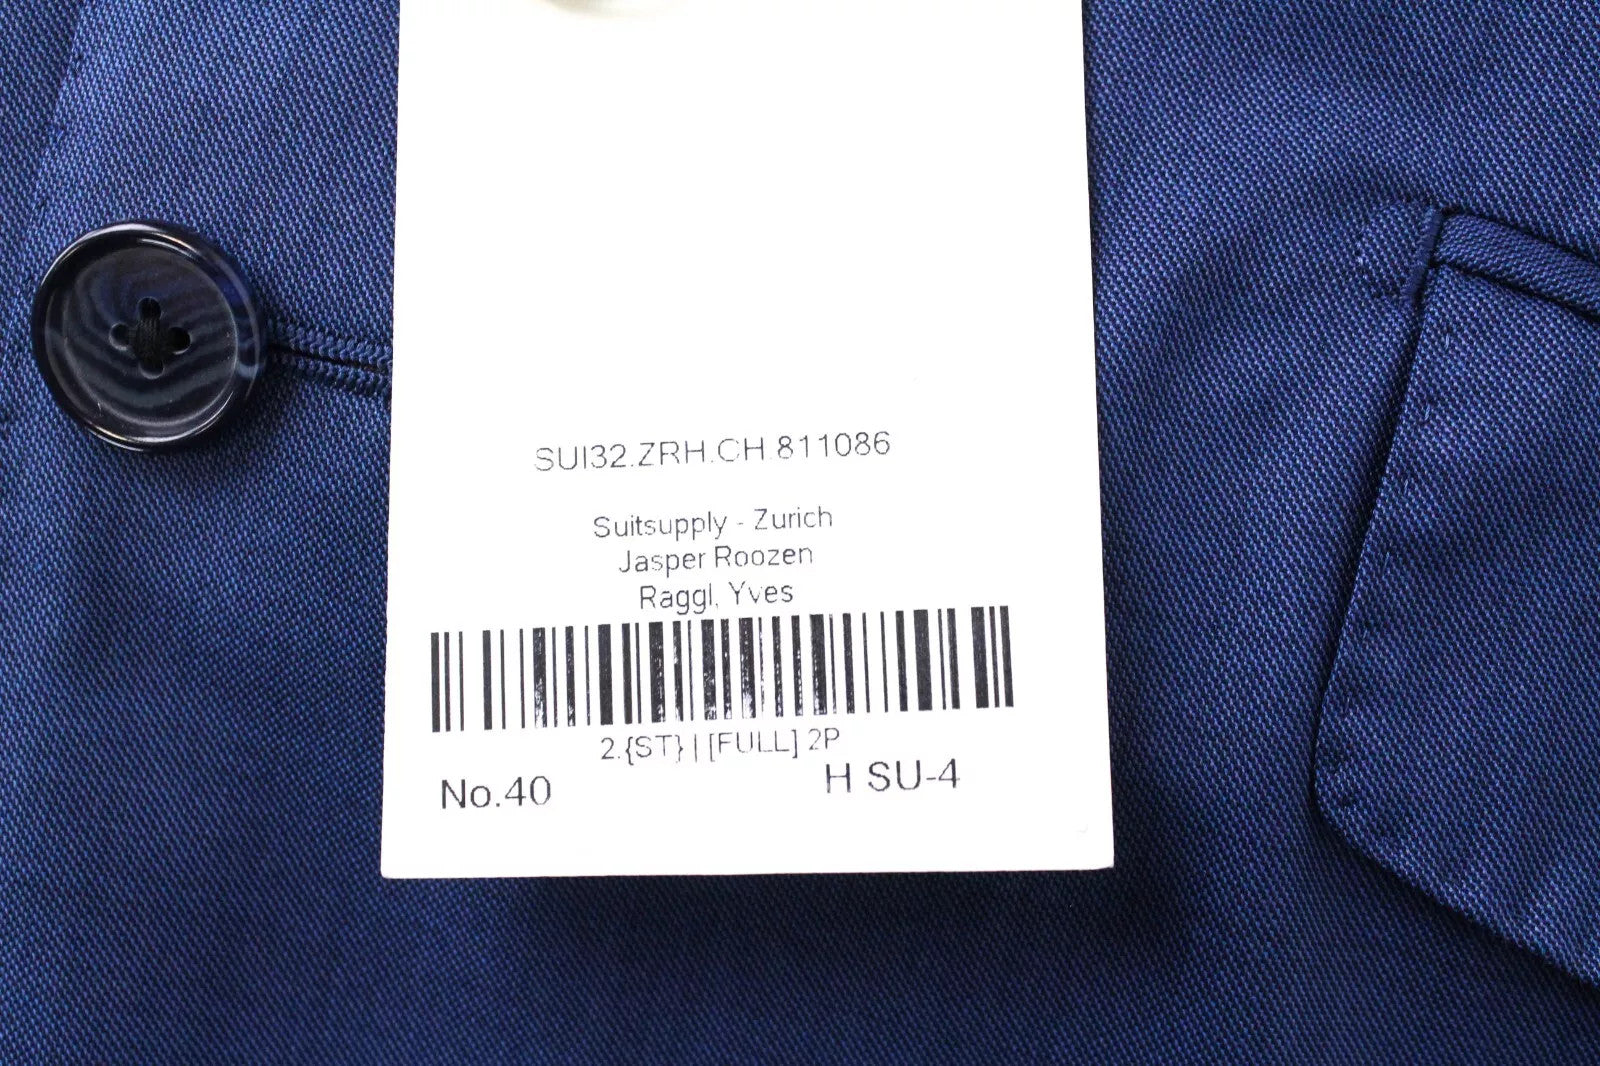 SUI32.ZRH.CH.811086
Suitsupply - Zurich
Jasper Roozen
Raggl, Yves
2.{ST} | [FULL] 2P
No.40 H SU-4